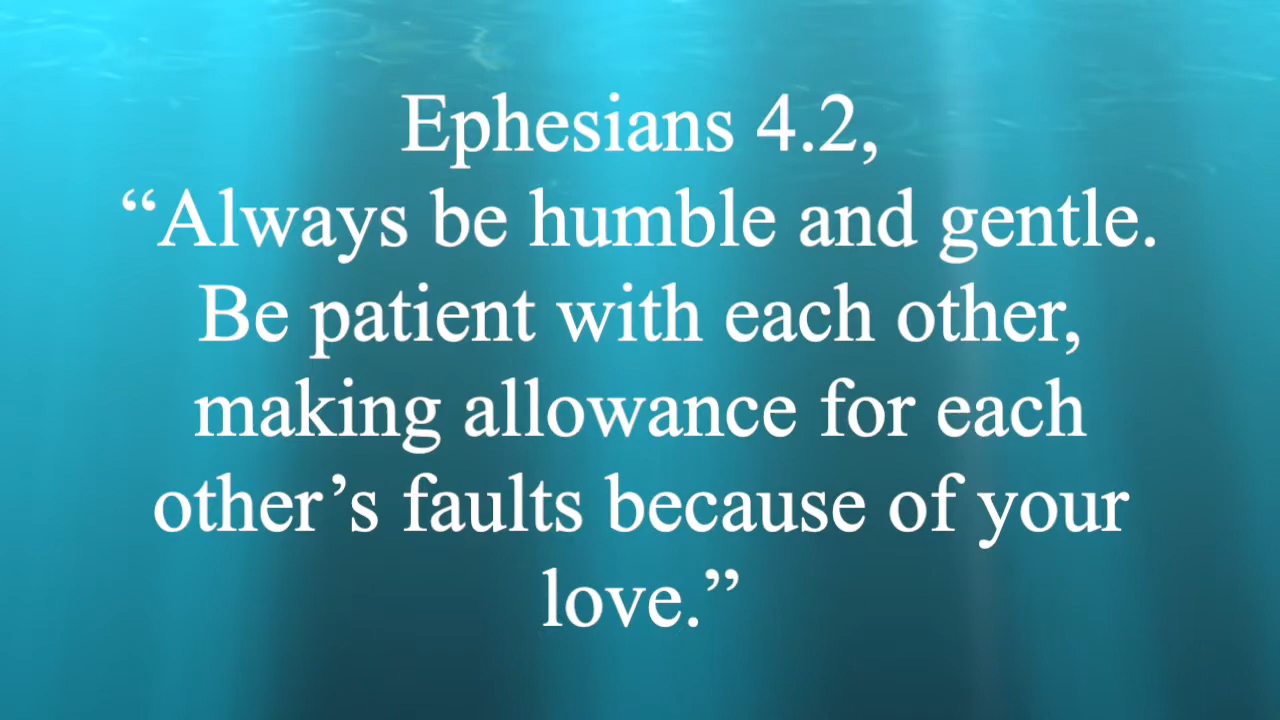 Ephesians 4.2,
“Always be humble and gentle.
Be patient with each other,
making allowance for each
other’s faults because of your
love.”